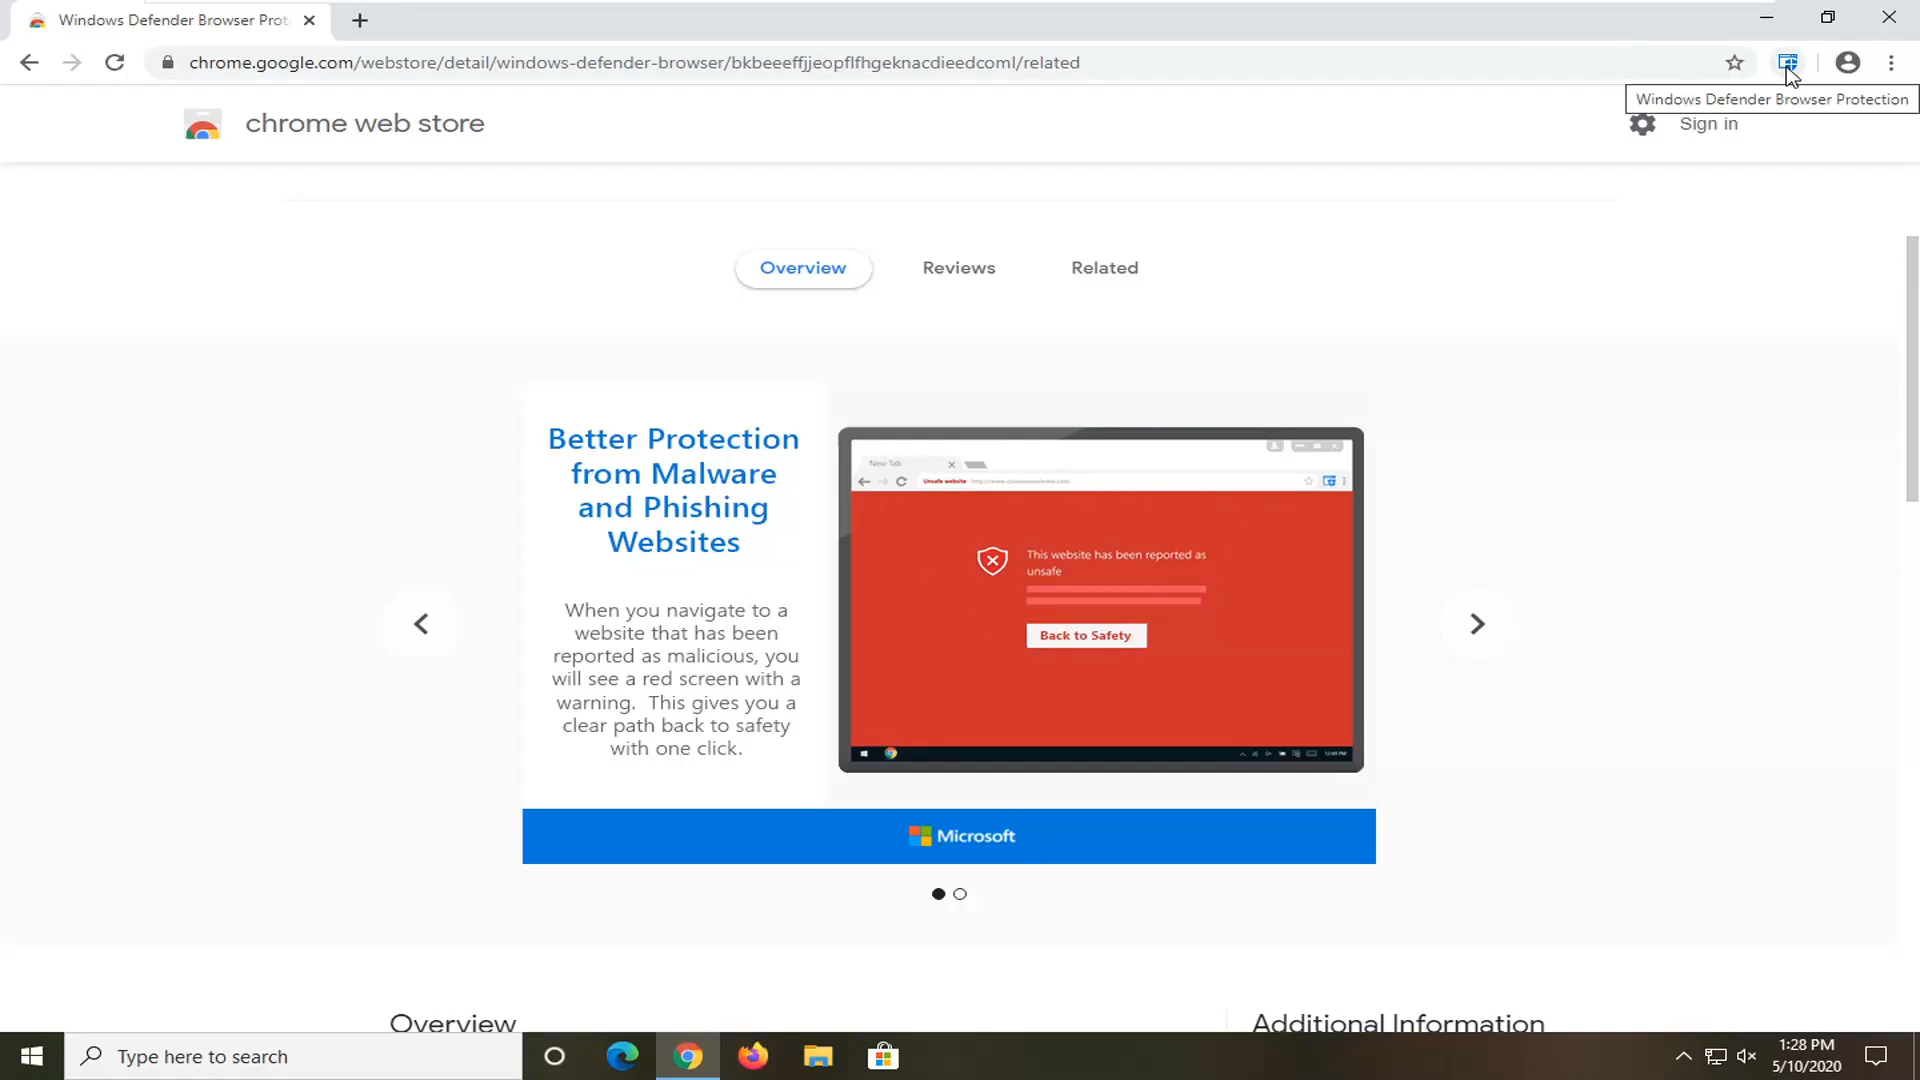 Windows Defender Browser Prot
chrome.google.com/webstore/detail/windows-defender-browser/bkbeeeffjjeopflfhgeknacdieedcoml/related
Windows Defender Browser Protection
chrome web store
Sign in
Overview
Reviews
Related
Better Protection
from Malware
and Phishing
Websites
When you navigate to a
website that has been
reported as malicious, you
will see a red screen with a
warning. This gives you a
clear path back to safety
with one click.
New Tab
Unsafe website
This website has been reported as
unsafe
Back to Safety
12:49 PM
Microsoft
Overview
Additional Information
Type here to search
1:28 PM
5/10/2020